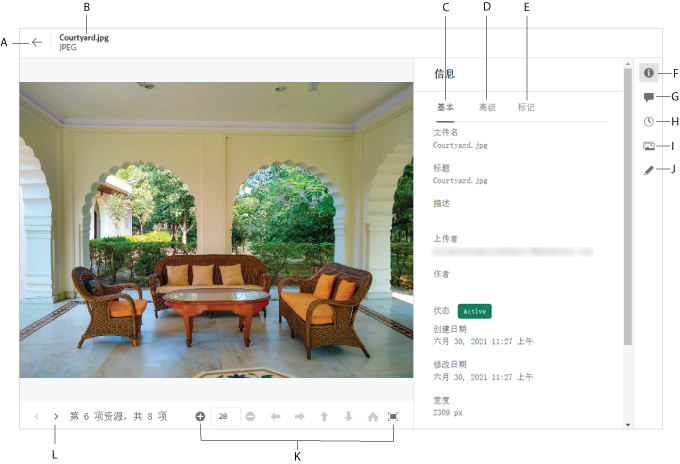 B
C
D
E
A
Courtyard.jpg
JPEG
信息
F
基本
高级
标记
G
文件名
Courtyard.jpg
H
标题
Courtyard.jpg
I
描述
J
上传者
作者
状态 Active
创建日期
六月 30, 2021 11:27 上午
修改日期
六月 30, 2021 11:27 上午
宽度
2309 px
第 6 项资源，共 8 项
28
L
K